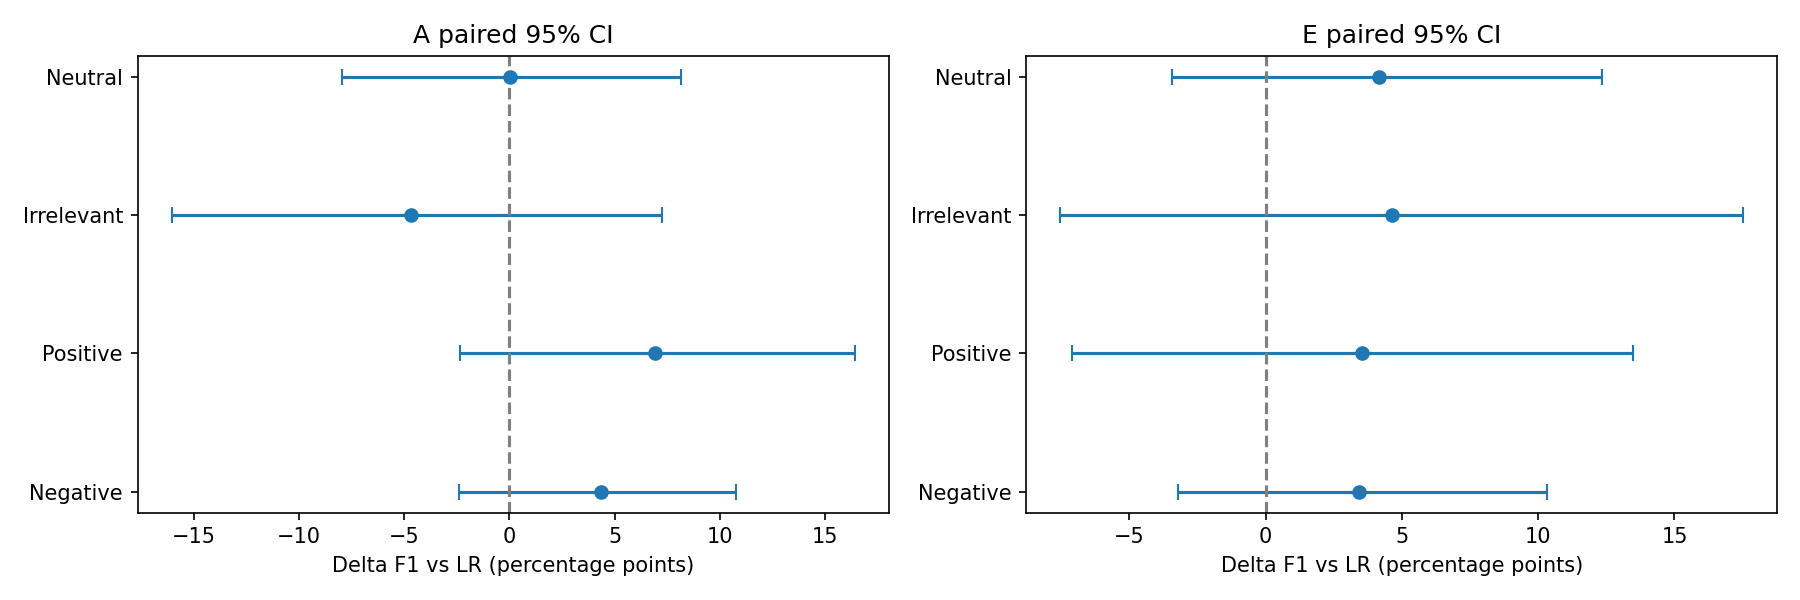 A paired 95% CI
Neutral
Irrelevant
Positive
Negative
−15 −10 −5 0 5 10 15
Delta F1 vs LR (percentage points)
E paired 95% CI
Neutral
Irrelevant
Positive
Negative
−5 0 5 10 15
Delta F1 vs LR (percentage points)